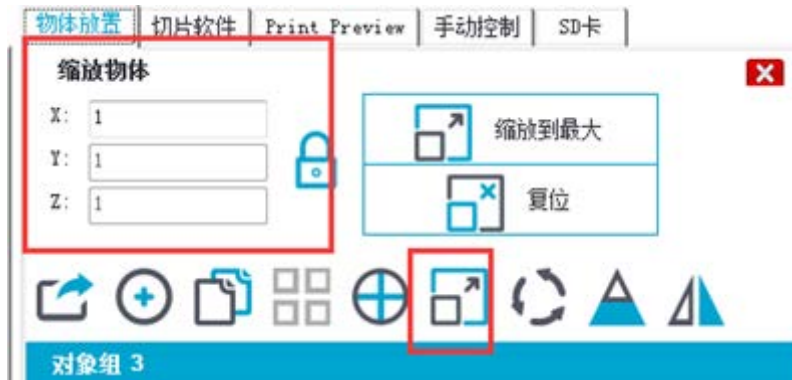 物体放置 切片软件 Print Preview 手动控制 SD卡
缩放物体
X: 1
Y: 1
Z: 1
缩放到最大
复位
对象组 3